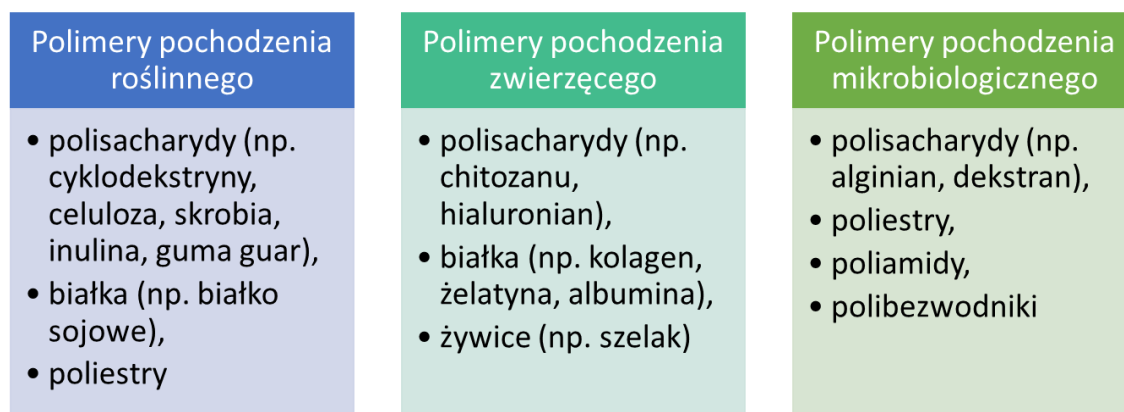 Polimery pochodzenia
roślinnego
• polisacharydy (np.
cyklodekstryny,
celuloza, skrobia,
inulina, guma guar),
• białka (np. białko
sojowe),
• poliestry
Polimery pochodzenia
zwierzęcego
• polisacharydy (np.
chitozanu,
hialuronian),
• białka (np. kolagen,
żelatyna, albumina),
• żywice (np. szelak)
Polimery pochodzenia
mikrobiologicznego
• polisacharydy (np.
alginian, dekstran),
• poliestry,
• poliamidy,
• polibezwodniki